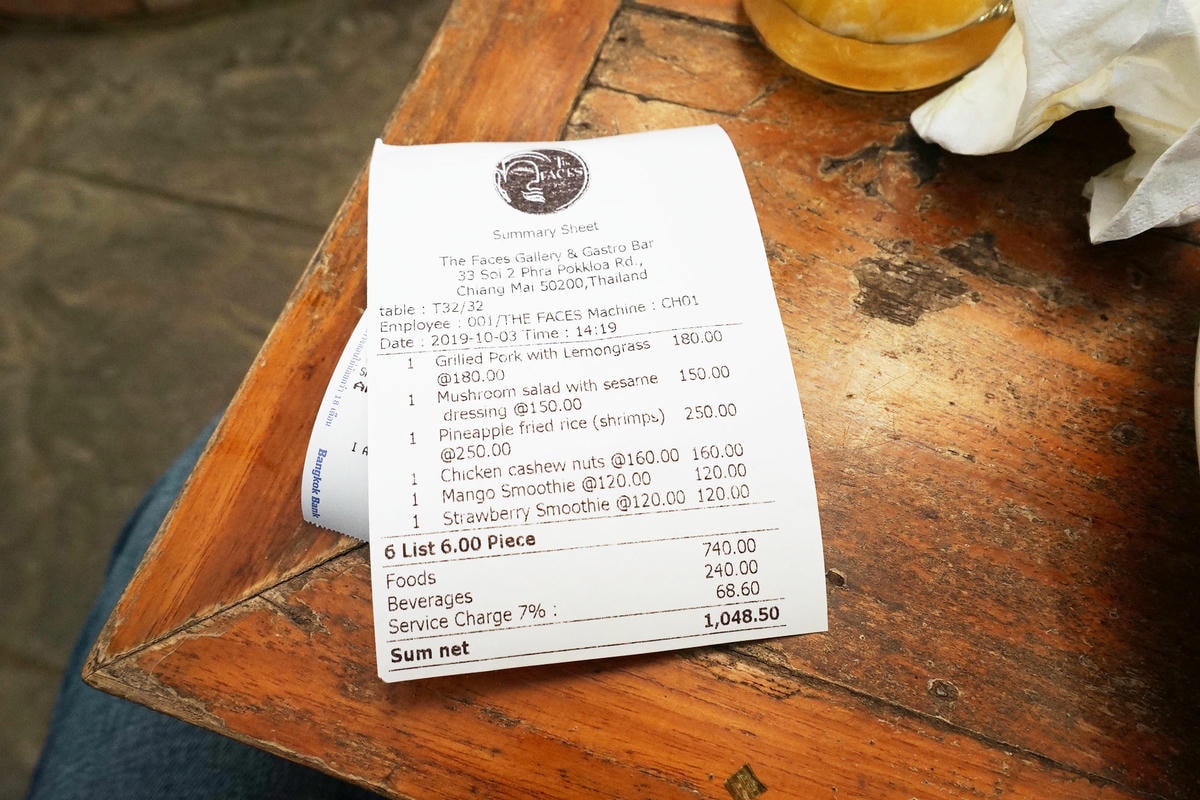 The
FACES
Summary Sheet
The Faces Gallery & Gastro Bar
33 Soi 2 Phra Pokkloa Rd.,
Chiang Mai 50200,Thailand
table : T32/32
Employee : 001/THE FACES Machine : CH01
Date : 2019-10-03 Time : 14:19
1 Grilled Pork with Lemongrass 180.00
@180.00
1 Mushroom salad with sesame 150.00
dressing @150.00
1 Pineapple fried rice (shrimps) 250.00
@250.00
1 Chicken cashew nuts @160.00 160.00
1 Mango Smoothie @120.00 120.00
1 Strawberry Smoothie @120.00 120.00
6 List 6.00 Piece
Foods 740.00
Beverages 240.00
Service Charge 7% : 68.60
Sum net 1,048.50
Bangkok Bank